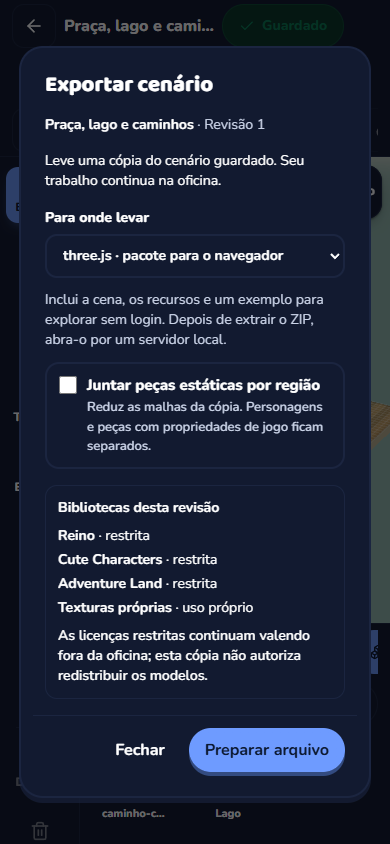 Praça, lago e cami...
Guardado
Exportar cenário
Praça, lago e caminhos · Revisão 1
Leve uma cópia do cenário guardado. Seu
trabalho continua na oficina.
Para onde levar
three.js · pacote para o navegador
Inclui a cena, os recursos e um exemplo para
explorar sem login. Depois de extrair o ZIP,
abra-o por um servidor local.
Juntar peças estáticas por região
Reduz as malhas da cópia. Personagens
e peças com propriedades de jogo ficam
separados.
Bibliotecas desta revisão
Reino · restrita
Cute Characters · restrita
Adventure Land · restrita
Texturas próprias · uso próprio
As licenças restritas continuam valendo
fora da oficina; esta cópia não autoriza
redistribuir os modelos.
Fechar
Preparar arquivo
caminho-c...
Lago